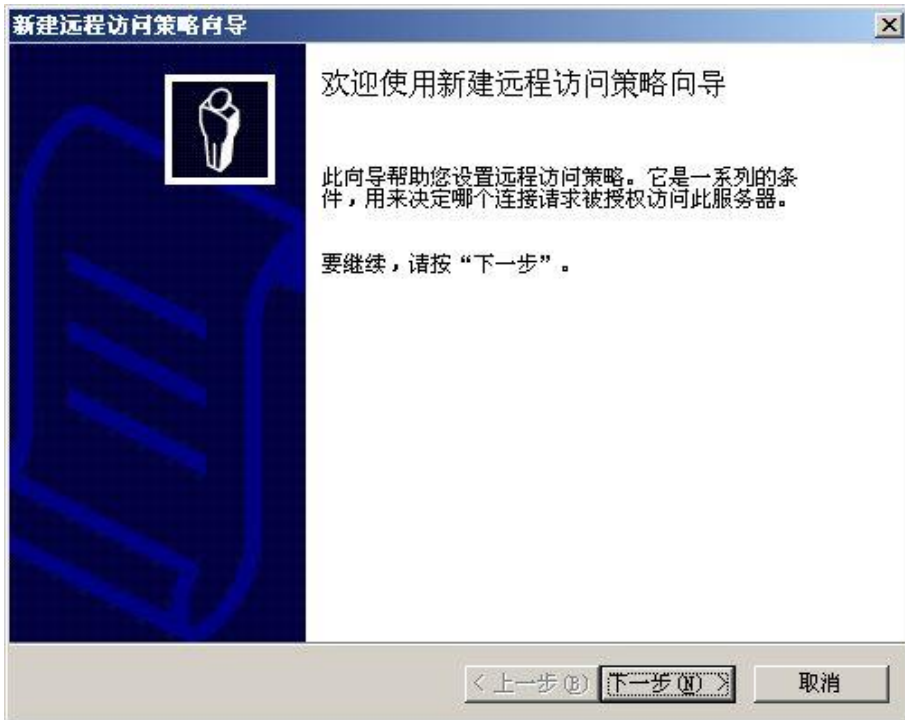 新建远程访问策略向导
欢迎使用新建远程访问策略向导
此向导帮助您设置远程访问策略。它是一系列的条
件，用来决定哪个连接请求被授权访问此服务器。
要继续，请按“下一步”。
< 上一步(B) 下一步(N) > 取消